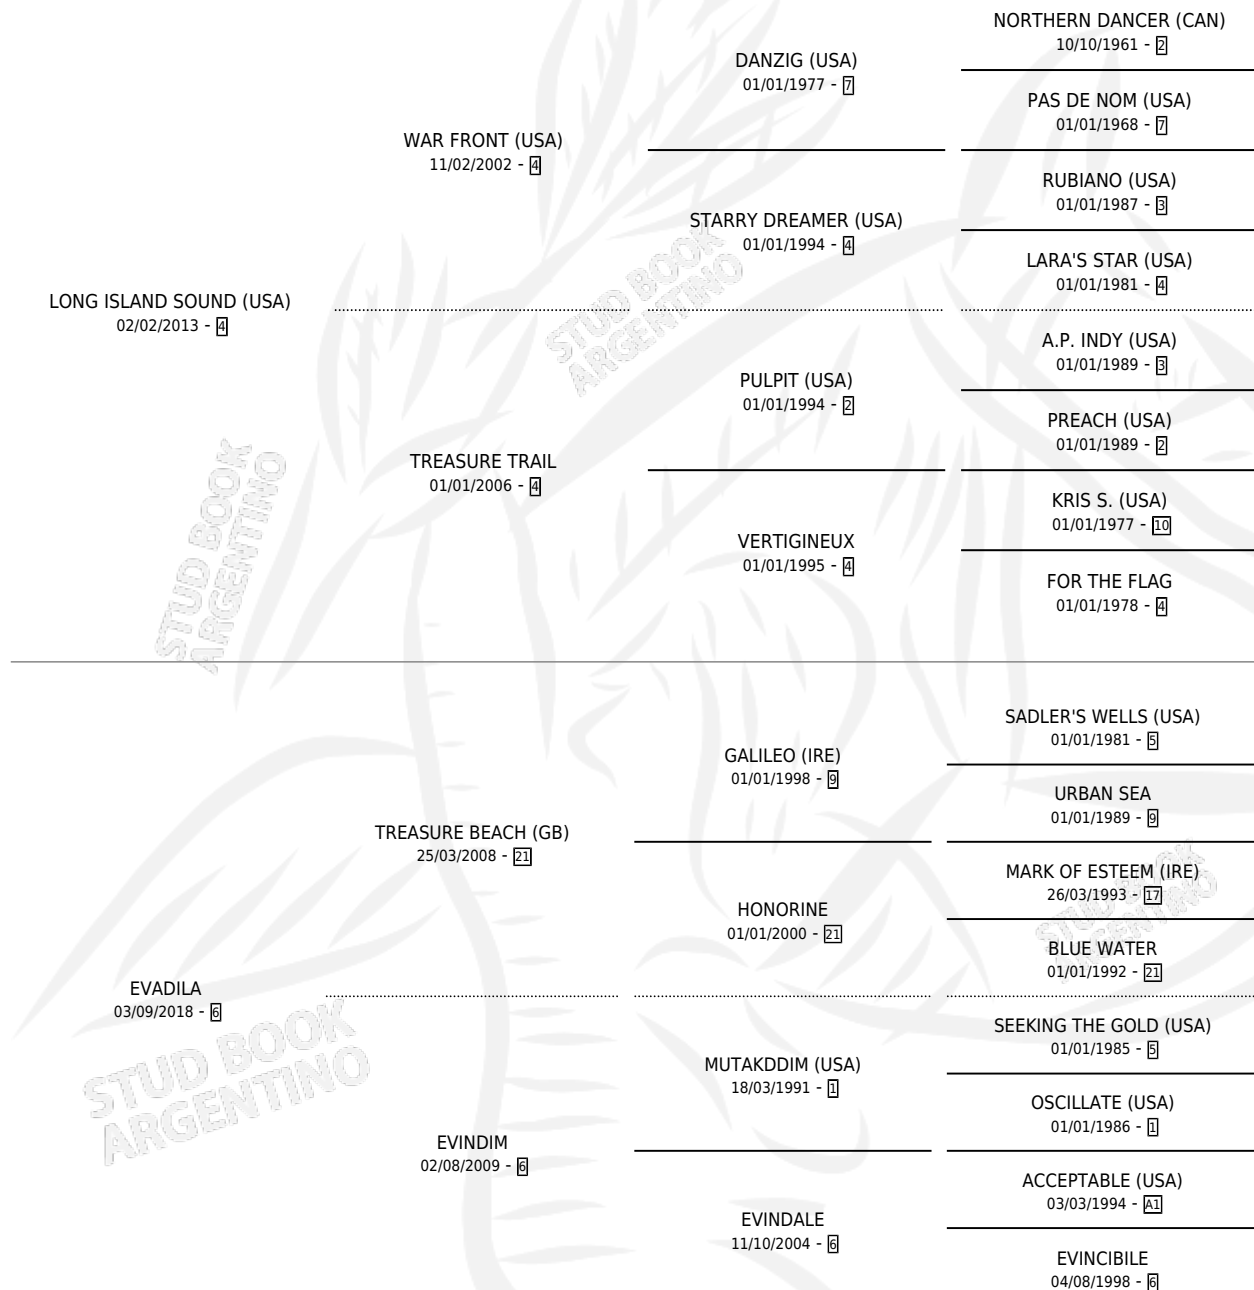 NORTHERN DANCER (CAN)
10/10/1961 - 2
DANZIG (USA)
01/01/1977 - 7
PAS DE NOM (USA)
01/01/1968 - 7
WAR FRONT (USA)
11/02/2002 - 4
RUBIANO (USA)
01/01/1987 - 3
STARRY DREAMER (USA)
01/01/1994 - 4
LARA'S STAR (USA)
01/01/1981 - 4
LONG ISLAND SOUND (USA)
02/02/2013 - 4
STUD BOOK
ARGENTINO
A.P. INDY (USA)
01/01/1989 - 3
PULPIT (USA)
01/01/1994 - 2
PREACH (USA)
01/01/1989 - 2
TREASURE TRAIL
01/01/2006 - 4
KRIS S. (USA)
01/01/1977 - 10
VERTIGINEUX
01/01/1995 - 4
FOR THE FLAG
01/01/1978 - 4
STUD BOOK
ARGENTINO
SADLER'S WELLS (USA)
01/01/1981 - 5
GALILEO (IRE)
01/01/1998 - 9
URBAN SEA
01/01/1989 - 9
TREASURE BEACH (GB)
25/03/2008 - 21
MARK OF ESTEEM (IRE)
26/03/1993 - 17
HONORINE
01/01/2000 - 21
BLUE WATER
01/01/1992 - 21
STUD BOOK
ARGENTINO
EVADILA
03/09/2018 - 6
SEEKING THE GOLD (USA)
01/01/1985 - 5
MUTAKDDIM (USA)
18/03/1991 - 1
OSCILLATE (USA)
01/01/1986 - 1
STUD BOOK
ARGENTINO
EVINDIM
02/08/2009 - 6
ACCEPTABLE (USA)
03/03/1994 - A1
EVINDALE
11/10/2004 - 6
EVINCIBILE
04/08/1998 - 6